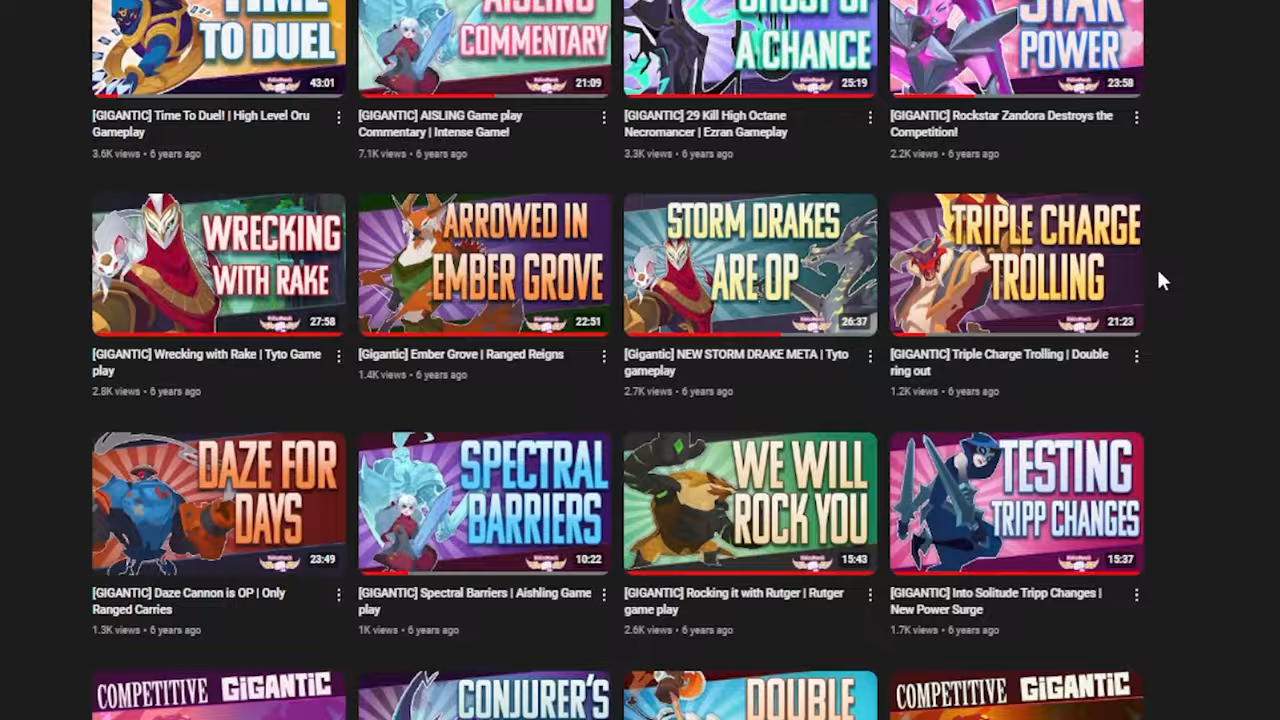 TIME
TO DUEL
43:01
AISLING
COMMENTARY
21:09
GHOST OF
A CHANCE
25:19
STAR
POWER
23:58
[GIGANTIC] Time To Duel! | High Level Oru
Gameplay
3.6K views • 6 years ago
[GIGANTIC] AISLING Game play
Commentary | Intense Game!
7.1K views • 6 years ago
[GIGANTIC] 29 Kill High Octane
Necromancer | Ezran Gameplay
3.3K views • 6 years ago
[GIGANTIC] Rockstar Zandora Destroys the
Competition!
2.2K views • 6 years ago
WRECKING
WITH RAKE
27:58
ARROWED IN
EMBER GROVE
22:51
STORM DRAKES
ARE OP
26:37
TRIPLE CHARGE
TROLLING
21:23
[GIGANTIC] Wrecking with Rake | Tyto Game
play
2.8K views • 6 years ago
[Gigantic] Ember Grove | Ranged Reigns
1.4K views • 6 years ago
[Gigantic] NEW STORM DRAKE META | Tyto
gameplay
2.7K views • 6 years ago
[GIGANTIC] Triple Charge Trolling | Double
ring out
1.2K views • 6 years ago
DAZE FOR
DAYS
23:49
SPECTRAL
BARRIERS
10:22
WE WILL
ROCK YOU
15:43
TESTING
TRIPP CHANGES
15:37
[GIGANTIC] Daze Cannon is OP | Only
Ranged Carries
1.3K views • 6 years ago
[GIGANTIC] Spectral Barriers | Aishling Game
play
1K views • 6 years ago
[GIGANTIC] Rocking it with Rutger | Rutger
game play
2.6K views • 6 years ago
[GIGANTIC] Into Solitude Tripp Changes |
New Power Surge
1.7K views • 6 years ago
COMPETITIVE GIGANTIC
CONJURER'S
DOUBLE
COMPETITIVE GIGANTIC